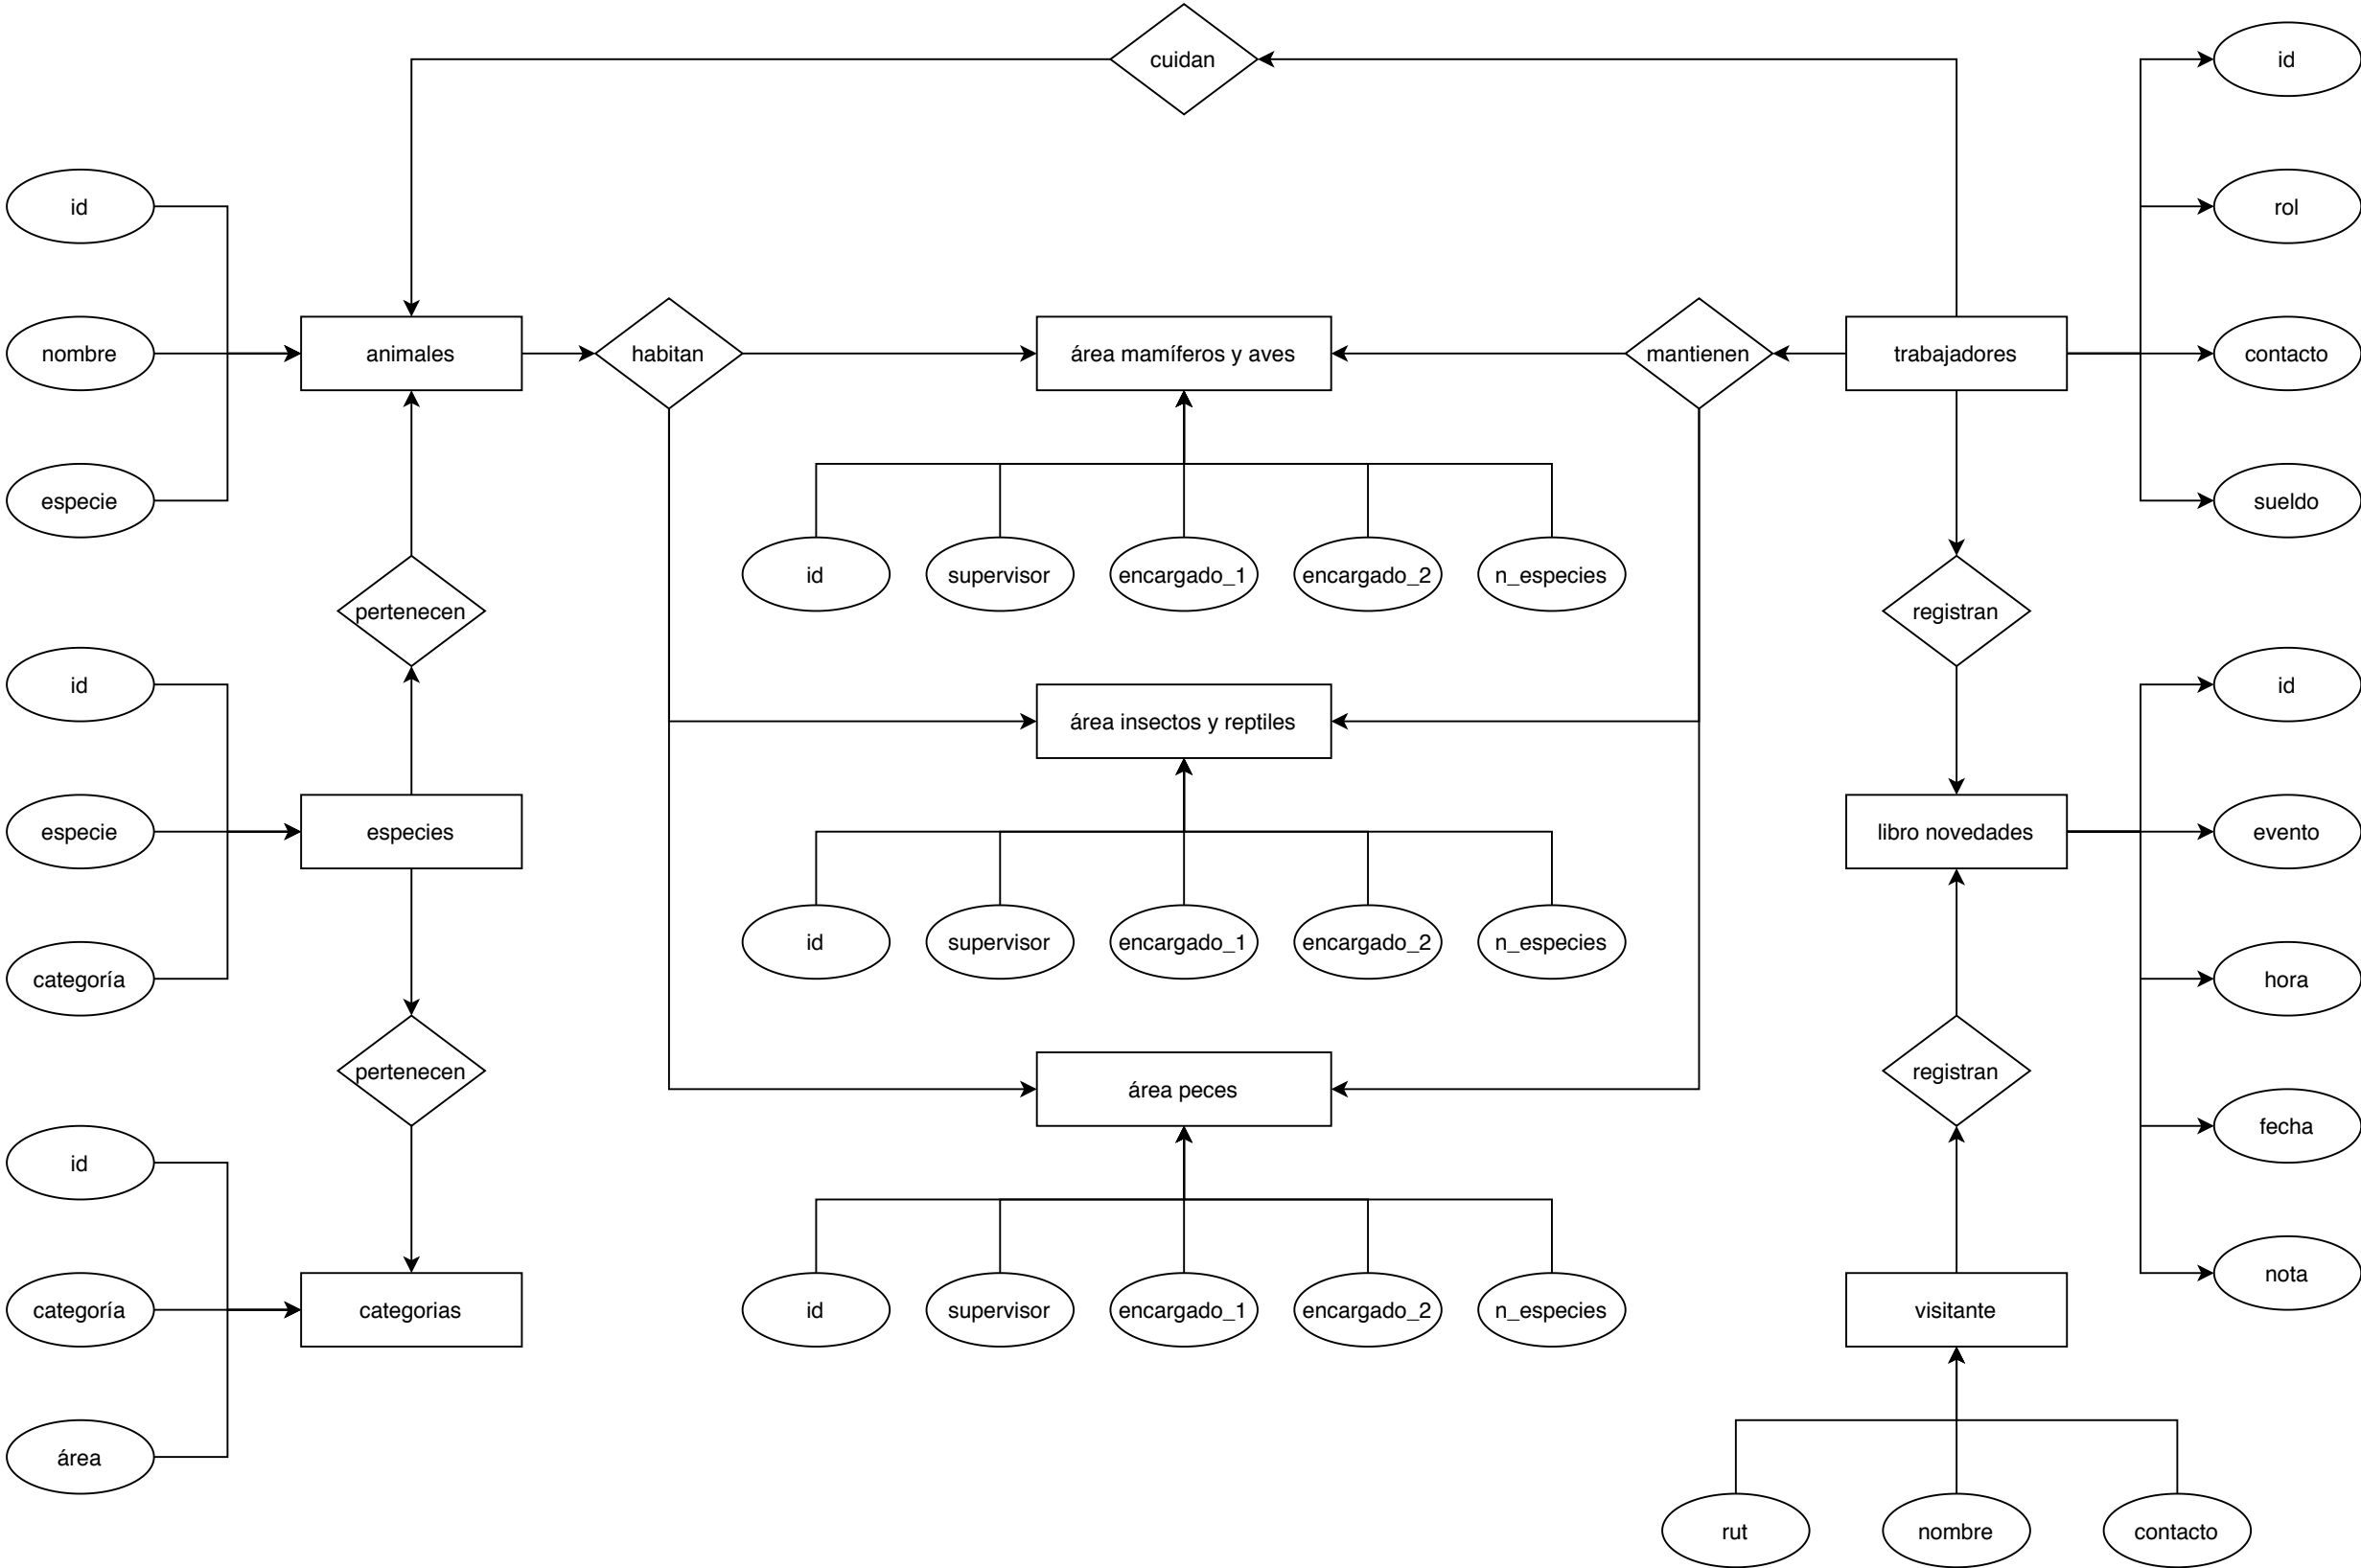 cuidan
id
id
rol
nombre
animales
habitan
área mamíferos y aves
mantienen
trabajadores
contacto
especie
sueldo
id
supervisor
encargado_1
encargado_2
n_especies
pertenecen
registran
id
área insectos y reptiles
id
especie
especies
libro novedades
evento
categoría
id
supervisor
encargado_1
encargado_2
n_especies
hora
pertenecen
área peces
registran
fecha
id
categoría
categorias
id
supervisor
encargado_1
encargado_2
n_especies
visitante
nota
área
rut
nombre
contacto